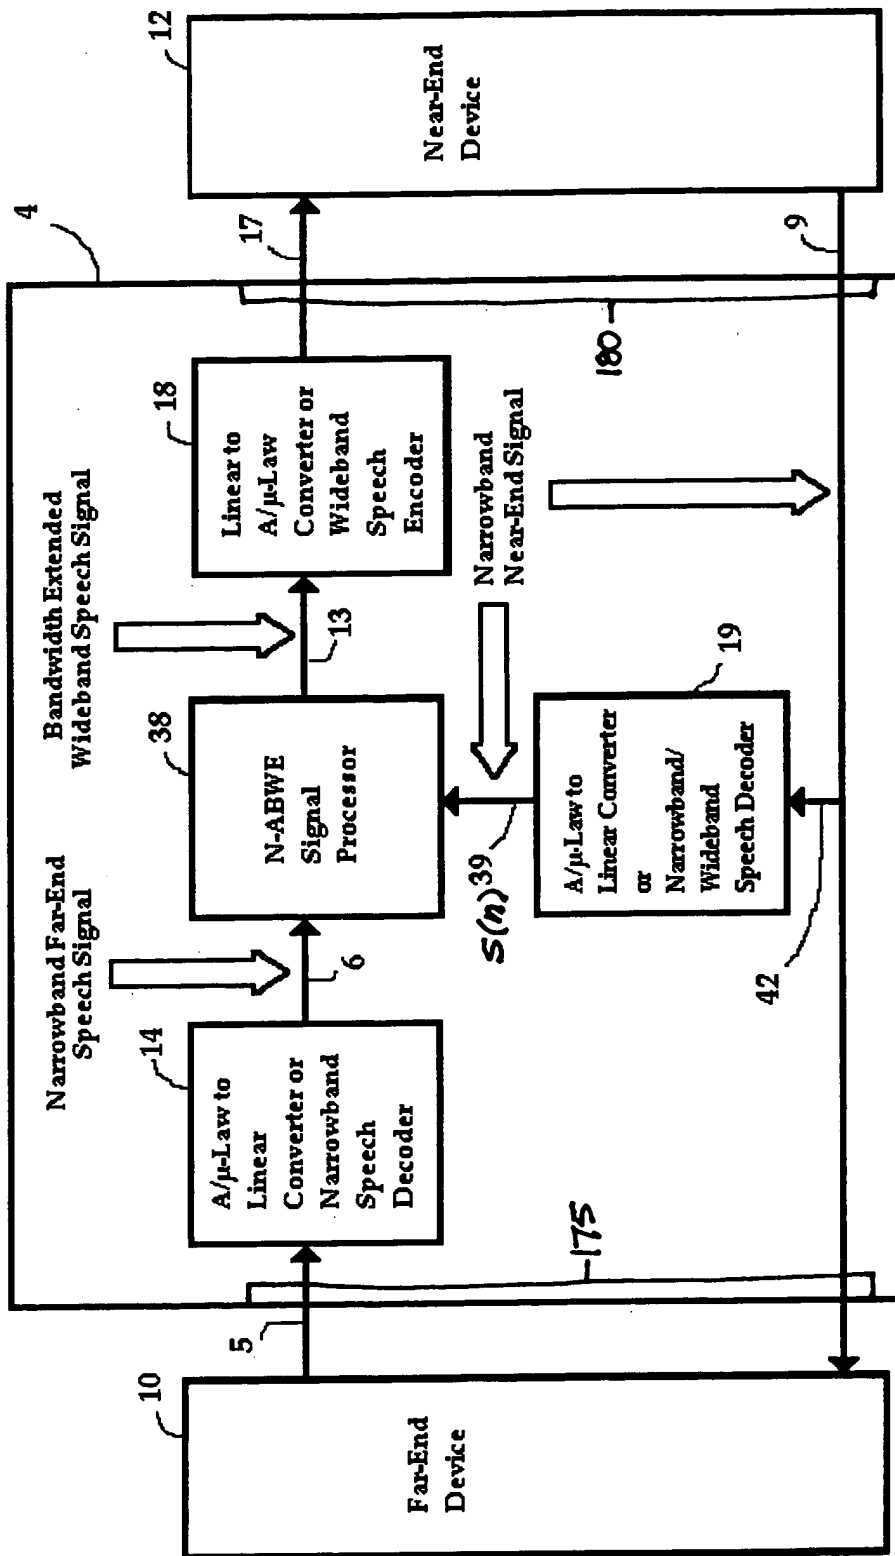 10
Far-End
Device
5
175
4
Narrowband Far-End
Speech Signal
14
A/μ-Law to
Linear
Converter or
Narrowband
Speech
Decoder
6
38
N-ABWE
Signal
Processor
Bandwidth Extended
Wideband Speech Signal
13
18
Linear to
A/μ-Law
Converter or
Wideband
Speech
Encoder
17
S(n) 39
Narrowband
Near-End Signal
19
A/μ-Law to
Linear Converter
or
Narrowband/
Wideband
Speech Decoder
42
180
9
12
Near-End
Device